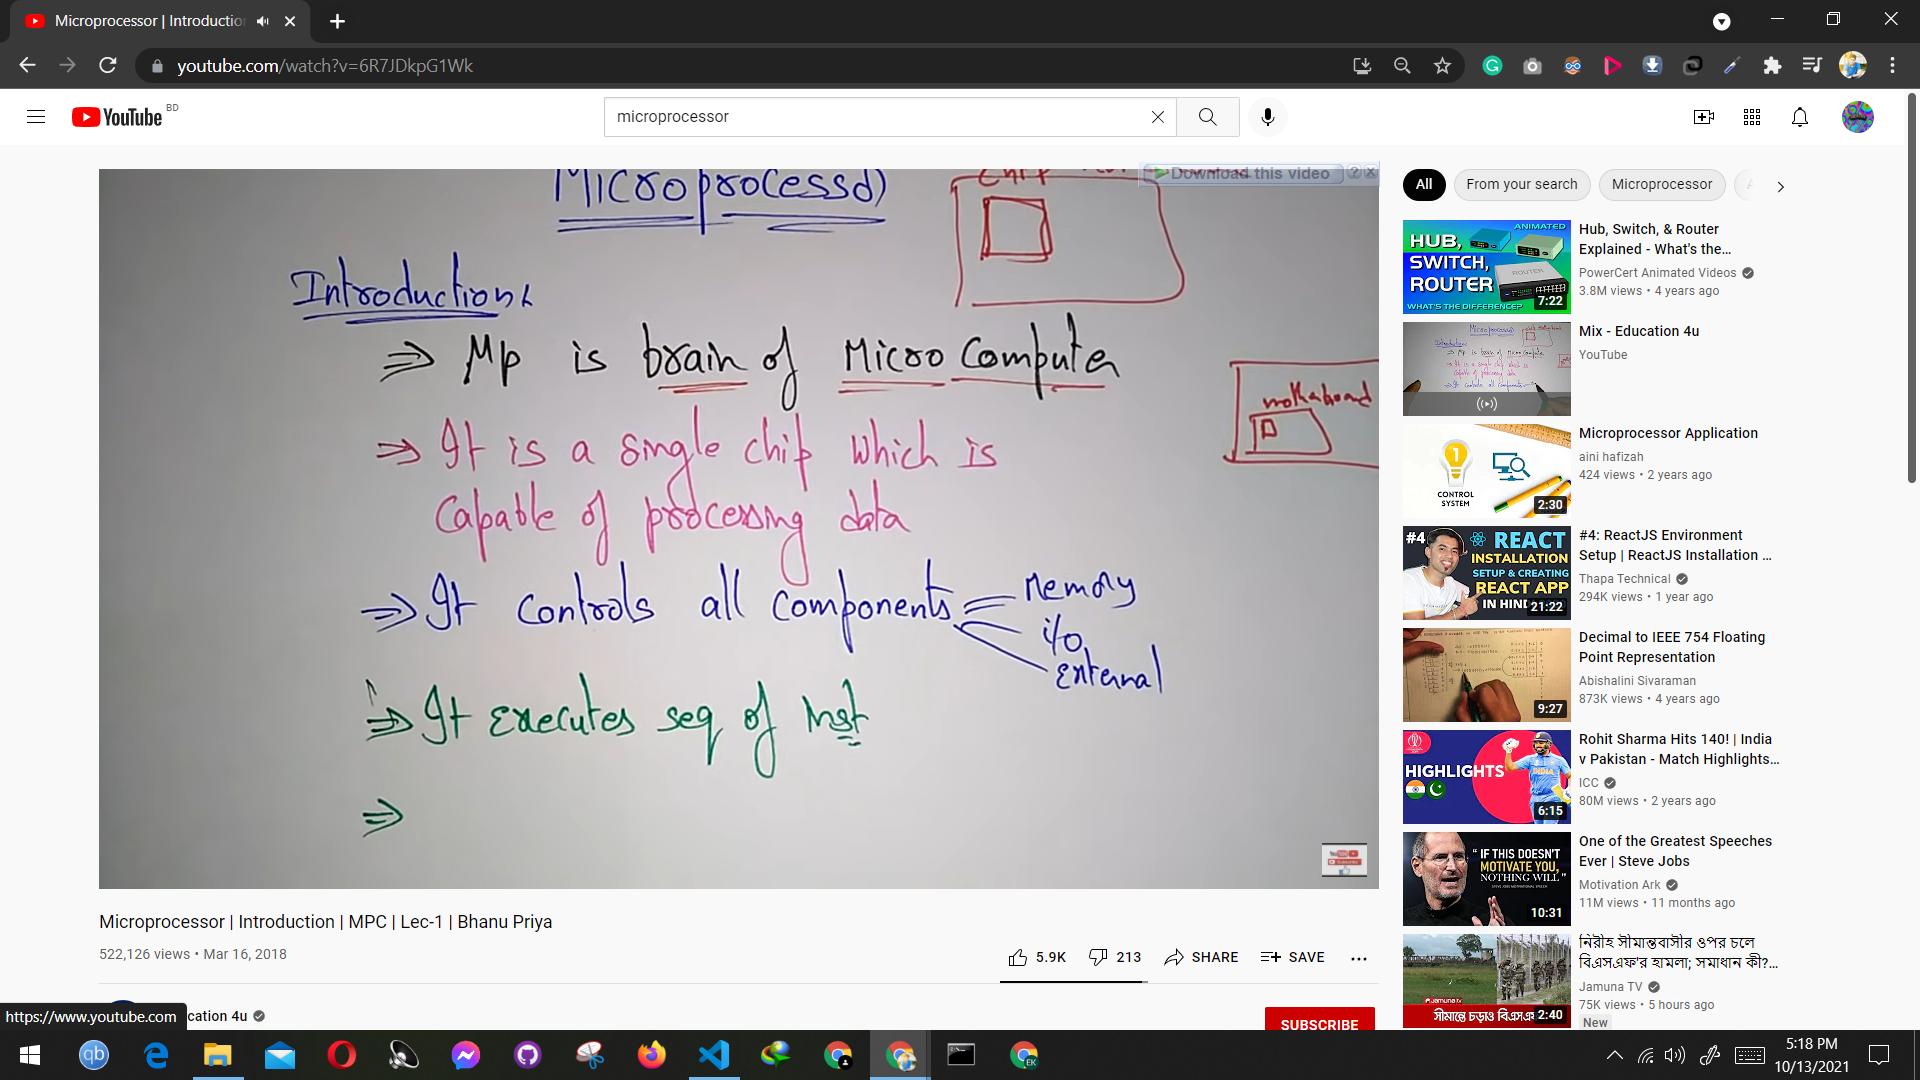 Microprocessor | Introduction
youtube.com/watch?v=6R7JDkpG1Wk
YouTube BD
microprocessor
Microprocessor
Download this video
Introduction:
⇒ Mp is brain of Micro Computer
motherboard
⇒ It is a single chip which is
Capable of processing data
⇒ It controls all components
Memory
i/o
External
⇒ It executes seq of Inst
⇒
Microprocessor | Introduction | MPC | Lec-1 | Bhanu Priya
522,126 views • Mar 16, 2018
5.9K 213 SHARE SAVE
cation 4u
SUBSCRIBE
https://www.youtube.com
All From your search Microprocessor
HUB, SWITCH, ROUTER
ANIMATED
ROUTER
WHAT'S THE DIFFERENCE?
7:22
Hub, Switch, & Router
Explained - What's the...
PowerCert Animated Videos
3.8M views • 4 years ago
Mix - Education 4u
YouTube
1
CONTROL
SYSTEM
2:30
Microprocessor Application
aini hafizah
424 views • 2 years ago
#4 REACT
INSTALLATION
SETUP & CREATING
REACT APP
21:22
#4: ReactJS Environment
Setup | ReactJS Installation ...
Thapa Technical
294K views • 1 year ago
9:27
Decimal to IEEE 754 Floating
Point Representation
Abishalini Sivaraman
873K views • 4 years ago
HIGHLIGHTS
INDIA
6:15
Rohit Sharma Hits 140! | India
v Pakistan - Match Highlights...
ICC
80M views • 2 years ago
"IF THIS DOESN'T
MOTIVATE YOU,
NOTHING WILL"
10:31
One of the Greatest Speeches
Ever | Steve Jobs
Motivation Ark
11M views • 11 months ago
Jamuna TV
2:40
নিরীহ সীমান্তবাসীর ওপর চলে
বিএসএফ'র হামলা; সমাধান কী?...
Jamuna TV
75K views • 5 hours ago
New
qb
EK
5:18 PM
10/13/2021